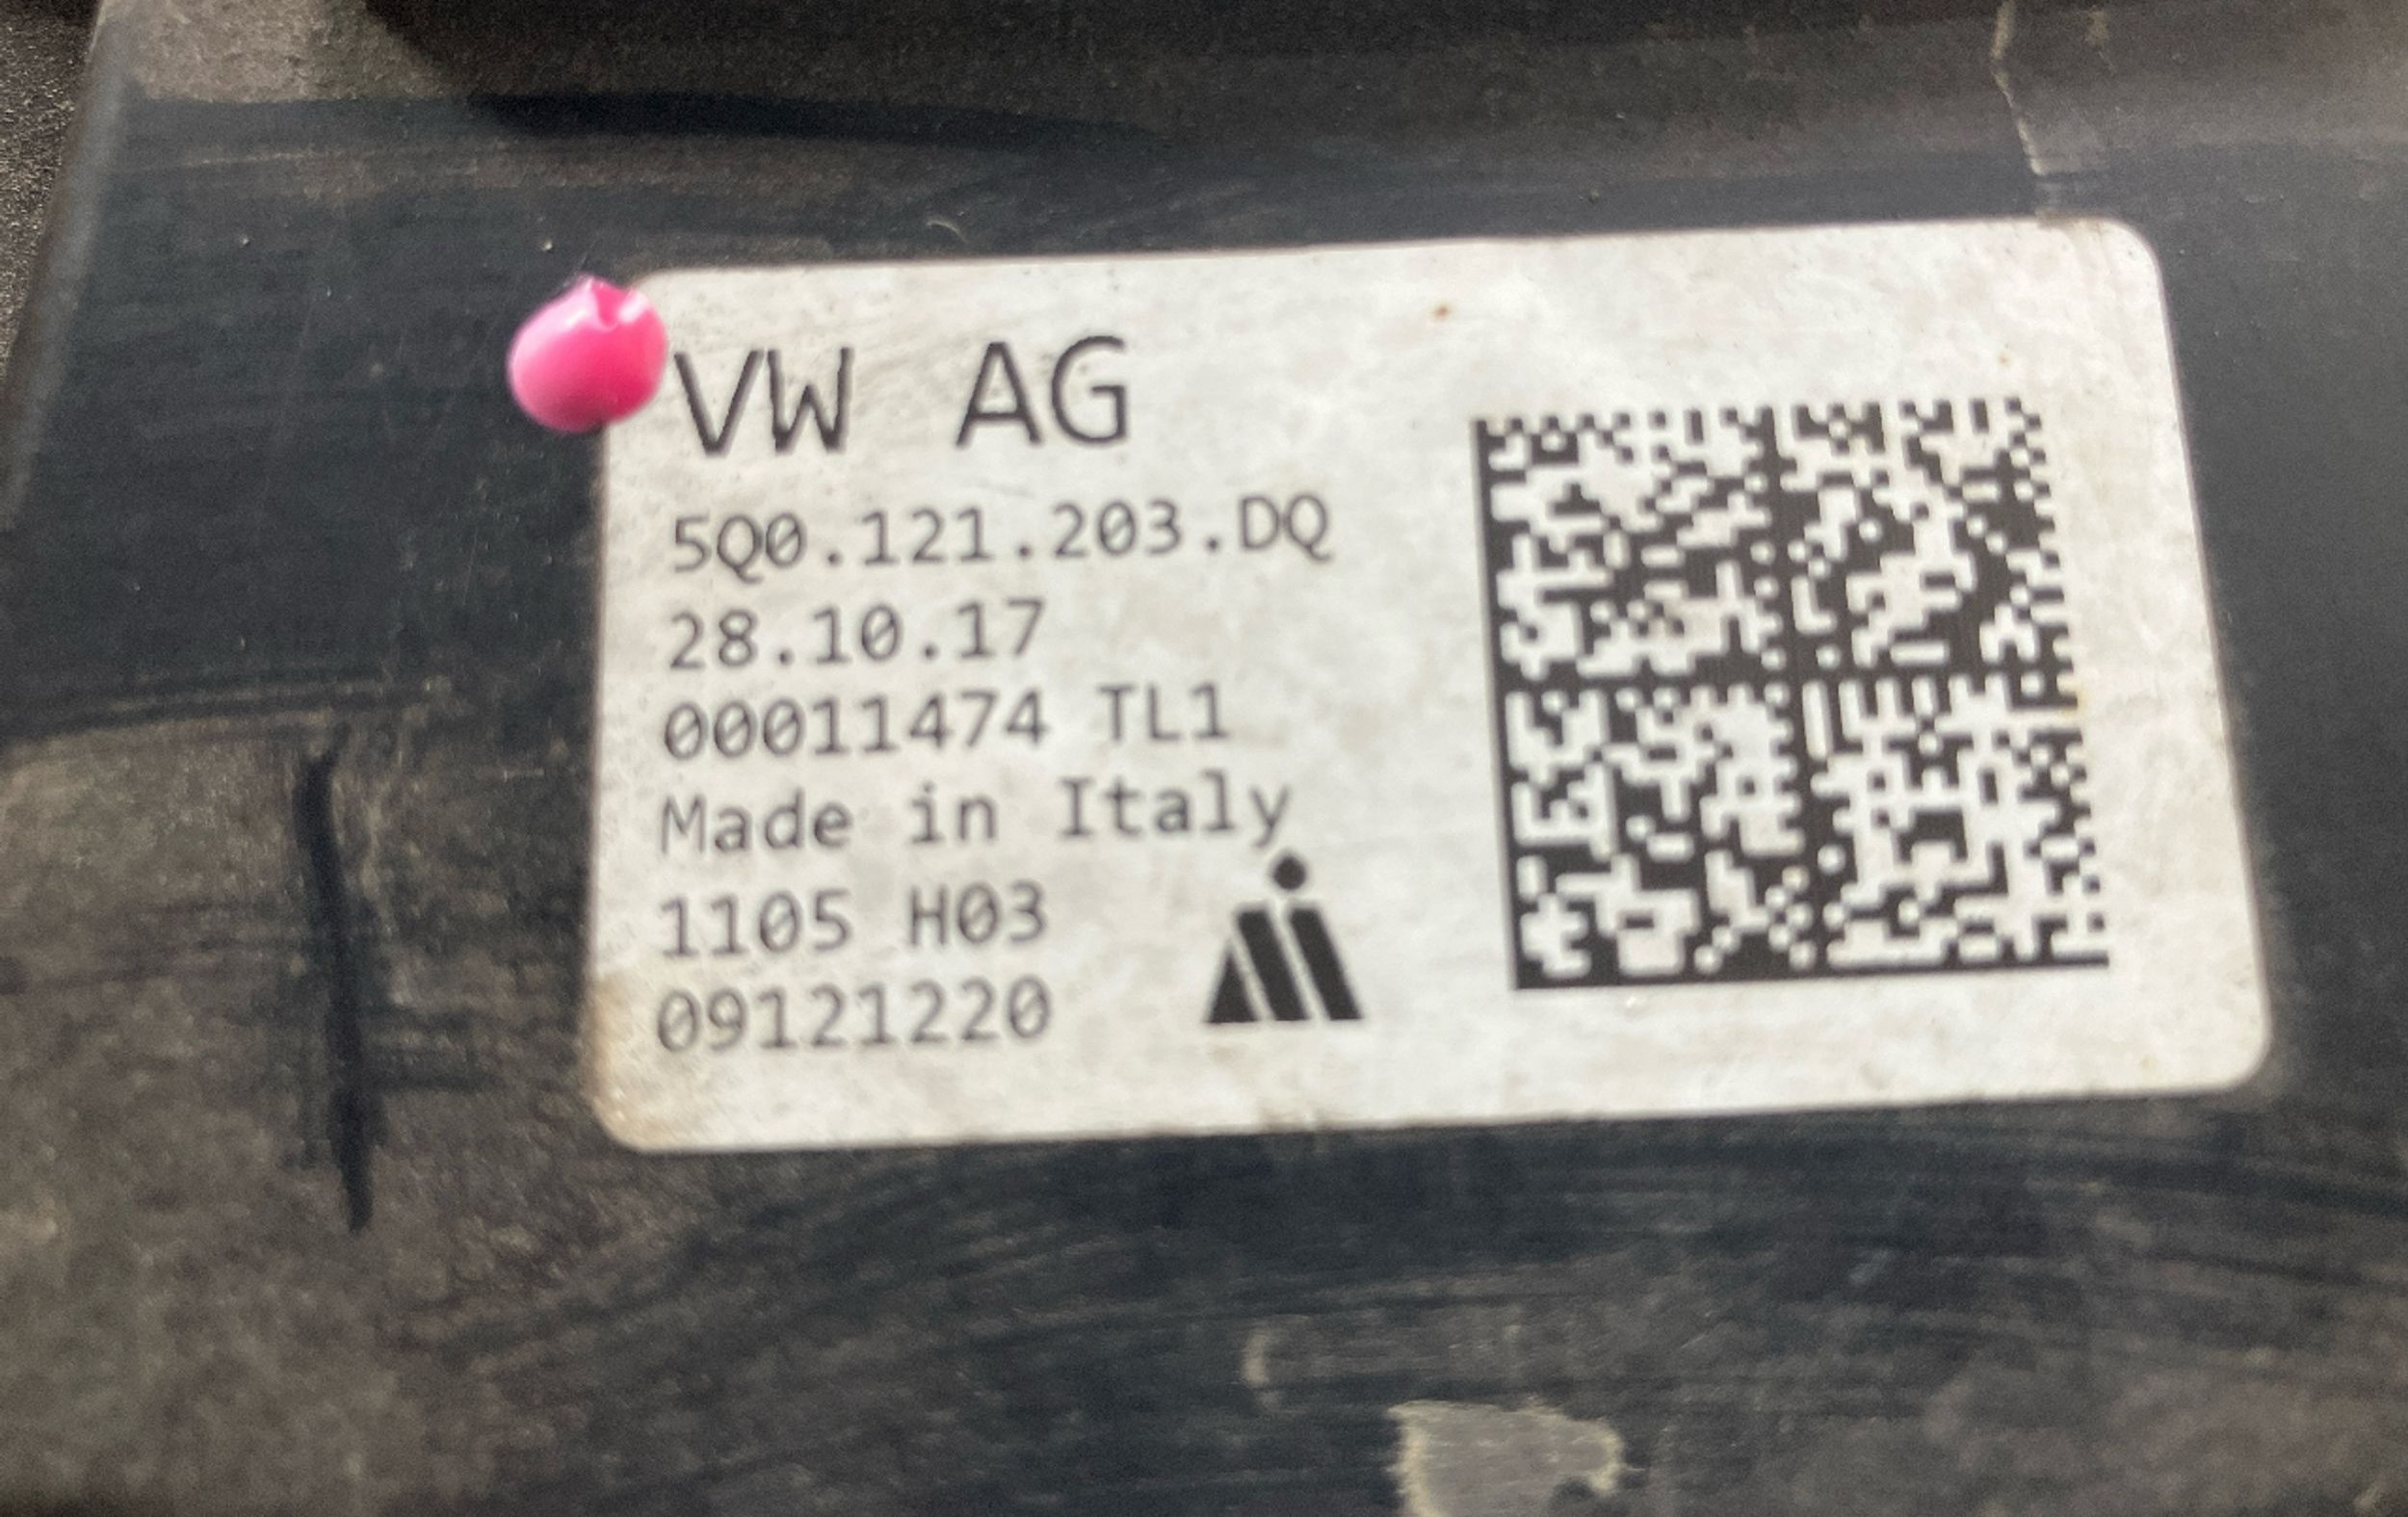 VW AG
5Q0.121.203.DQ
28.10.17
00011474 TL1
Made in Italy
1105 H03
09121220